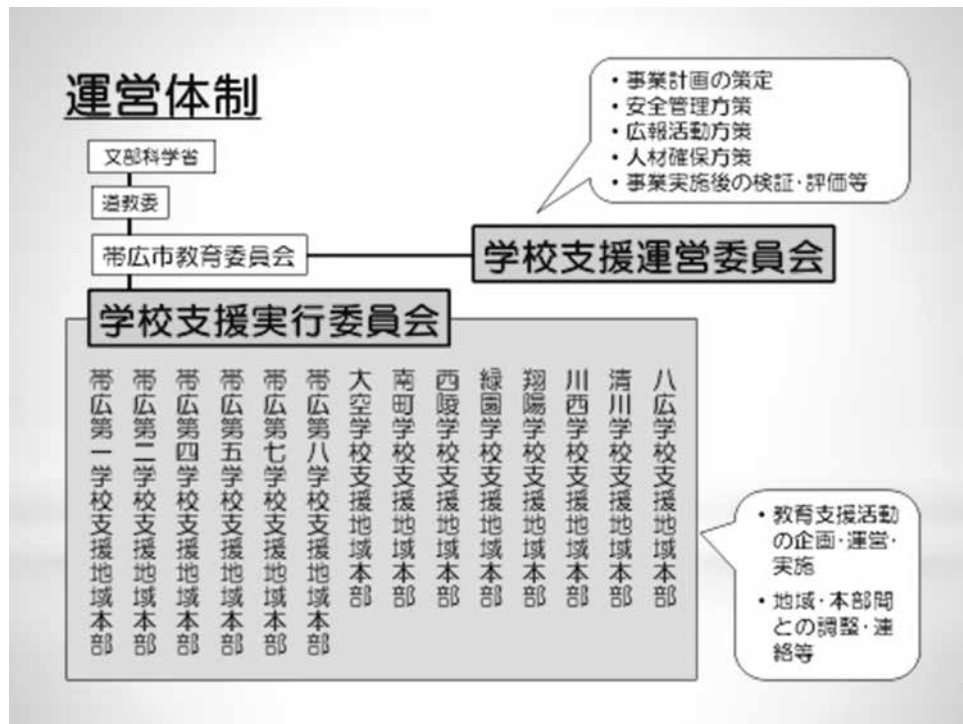 運営体制
文部科学省
道教委
帯広市教育委員会
学校支援運営委員会
・事業計画の策定
・安全管理方策
・広報活動方策
・人材確保方策
・事業実施後の検証・評価等
学校支援実行委員会
帯広第一学校支援地域本部
帯広第二学校支援地域本部
帯広第四学校支援地域本部
帯広第五学校支援地域本部
帯広第七学校支援地域本部
帯広第八学校支援地域本部
大空学校支援地域本部
南町学校支援地域本部
西陵学校支援地域本部
緑園学校支援地域本部
翔陽学校支援地域本部
川西学校支援地域本部
清川学校支援地域本部
八広学校支援地域本部
・教育支援活動
の企画・運営・
実施
・地域・本部間
との調整・連
絡等